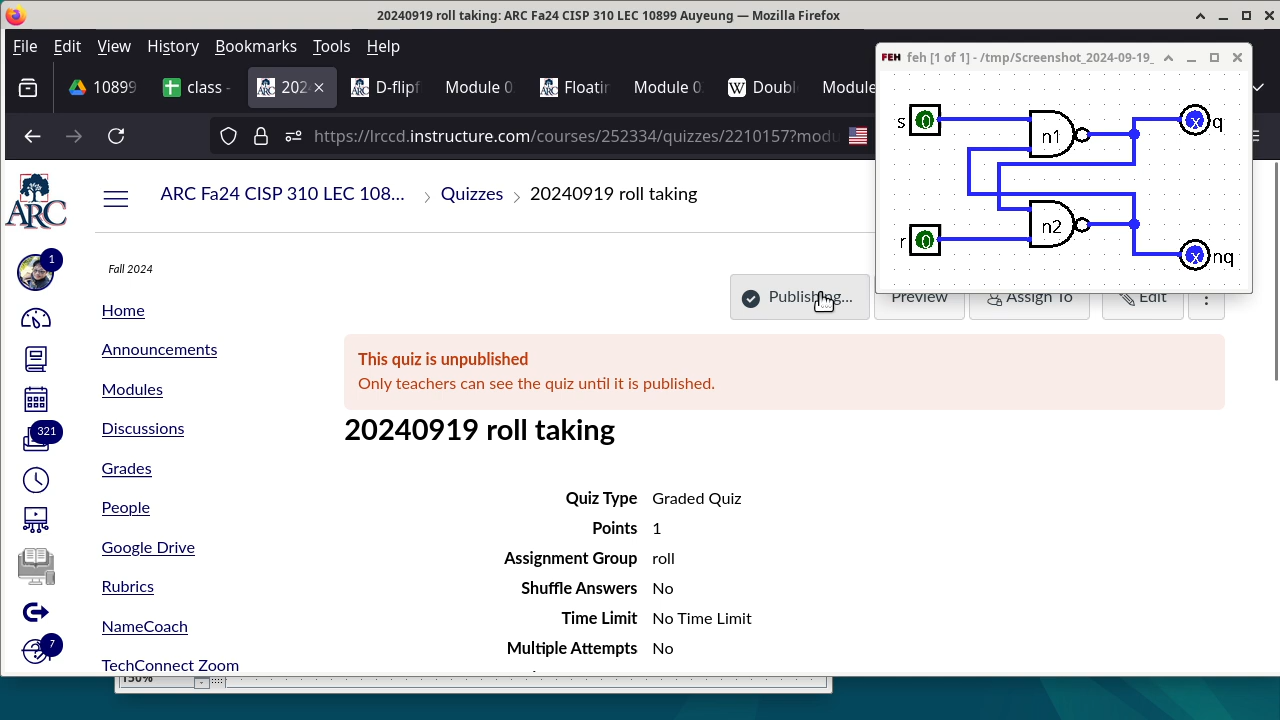 20240919 roll taking: ARC Fa24 CISP 310 LEC 10899 Auyeung — Mozilla Firefox
File Edit View History Bookmarks Tools Help
10899 class - 202 D-flipf Module 0 Floatir Module 0 W Doubl Module
https://lrccd.instructure.com/courses/252334/quizzes/2210157?modu
FEH feh [1 of 1] - /tmp/Screenshot_2024-09-19_
s 0 n1 x q
r 0 n2 x nq
ARC
ARC Fa24 CISP 310 LEC 108... Quizzes 20240919 roll taking
1
321
7
Fall 2024
Home
Announcements
Modules
Discussions
Grades
People
Google Drive
Rubrics
NameCoach
TechConnect Zoom
Publishing... Preview Assign To Edit
This quiz is unpublished
Only teachers can see the quiz until it is published.
20240919 roll taking
Quiz Type Graded Quiz
Points 1
Assignment Group roll
Shuffle Answers No
Time Limit No Time Limit
Multiple Attempts No
150%